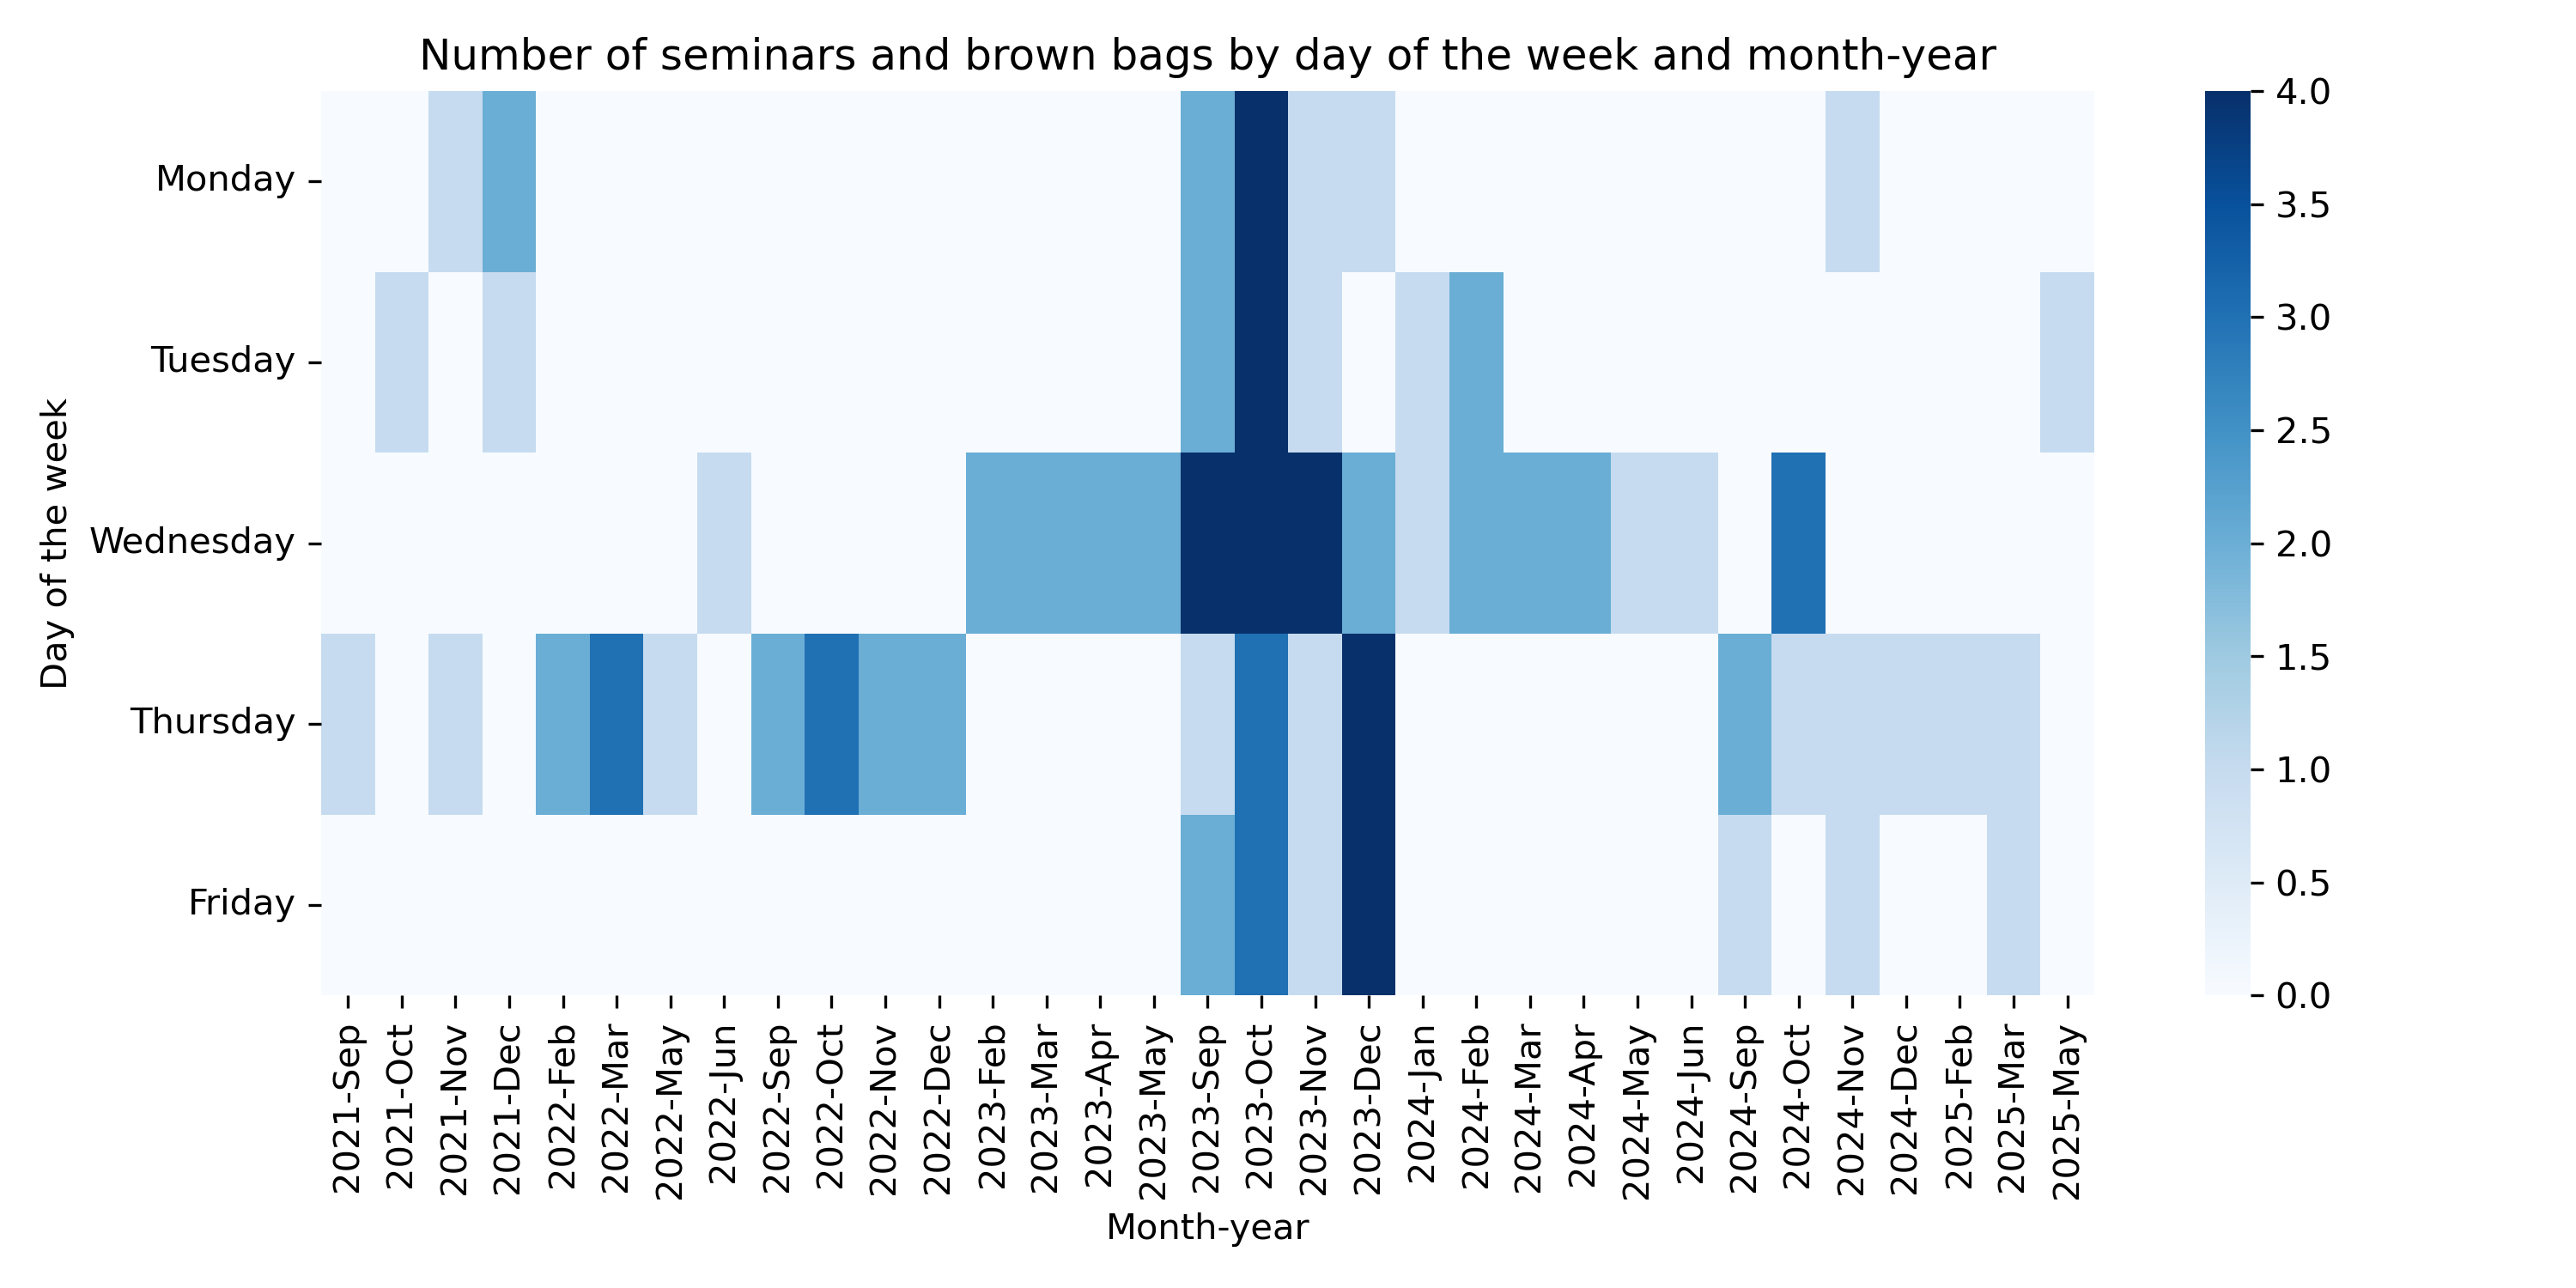 Number of seminars and brown bags by day of the week and month-year
Day of the week
Monday
Tuesday
Wednesday
Thursday
Friday
2021-Sep
2021-Oct
2021-Nov
2021-Dec
2022-Feb
2022-Mar
2022-May
2022-Jun
2022-Sep
2022-Oct
2022-Nov
2022-Dec
2023-Feb
2023-Mar
2023-Apr
2023-May
2023-Sep
2023-Oct
2023-Nov
2023-Dec
2024-Jan
2024-Feb
2024-Mar
2024-Apr
2024-May
2024-Jun
2024-Sep
2024-Oct
2024-Nov
2024-Dec
2025-Feb
2025-Mar
2025-May
Month-year
4.0
3.5
3.0
2.5
2.0
1.5
1.0
0.5
0.0